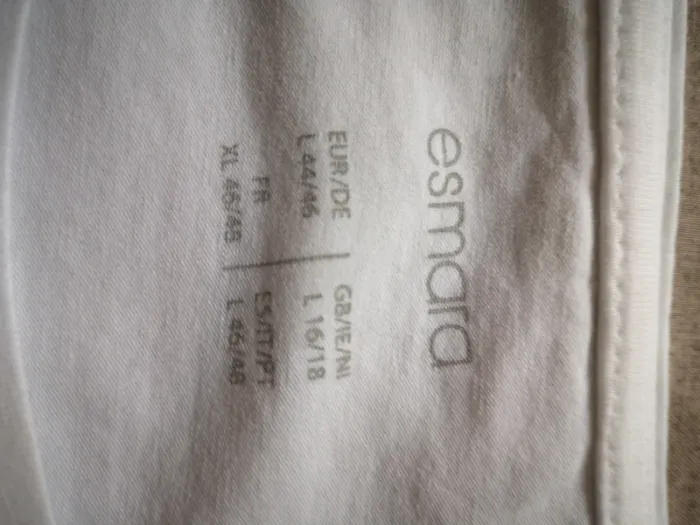 esmara
EUR/DE | GB/IE/NI
L 44/46 | L 16/18
FR | ES/IT/PT
XL 46/48 | L 46/48